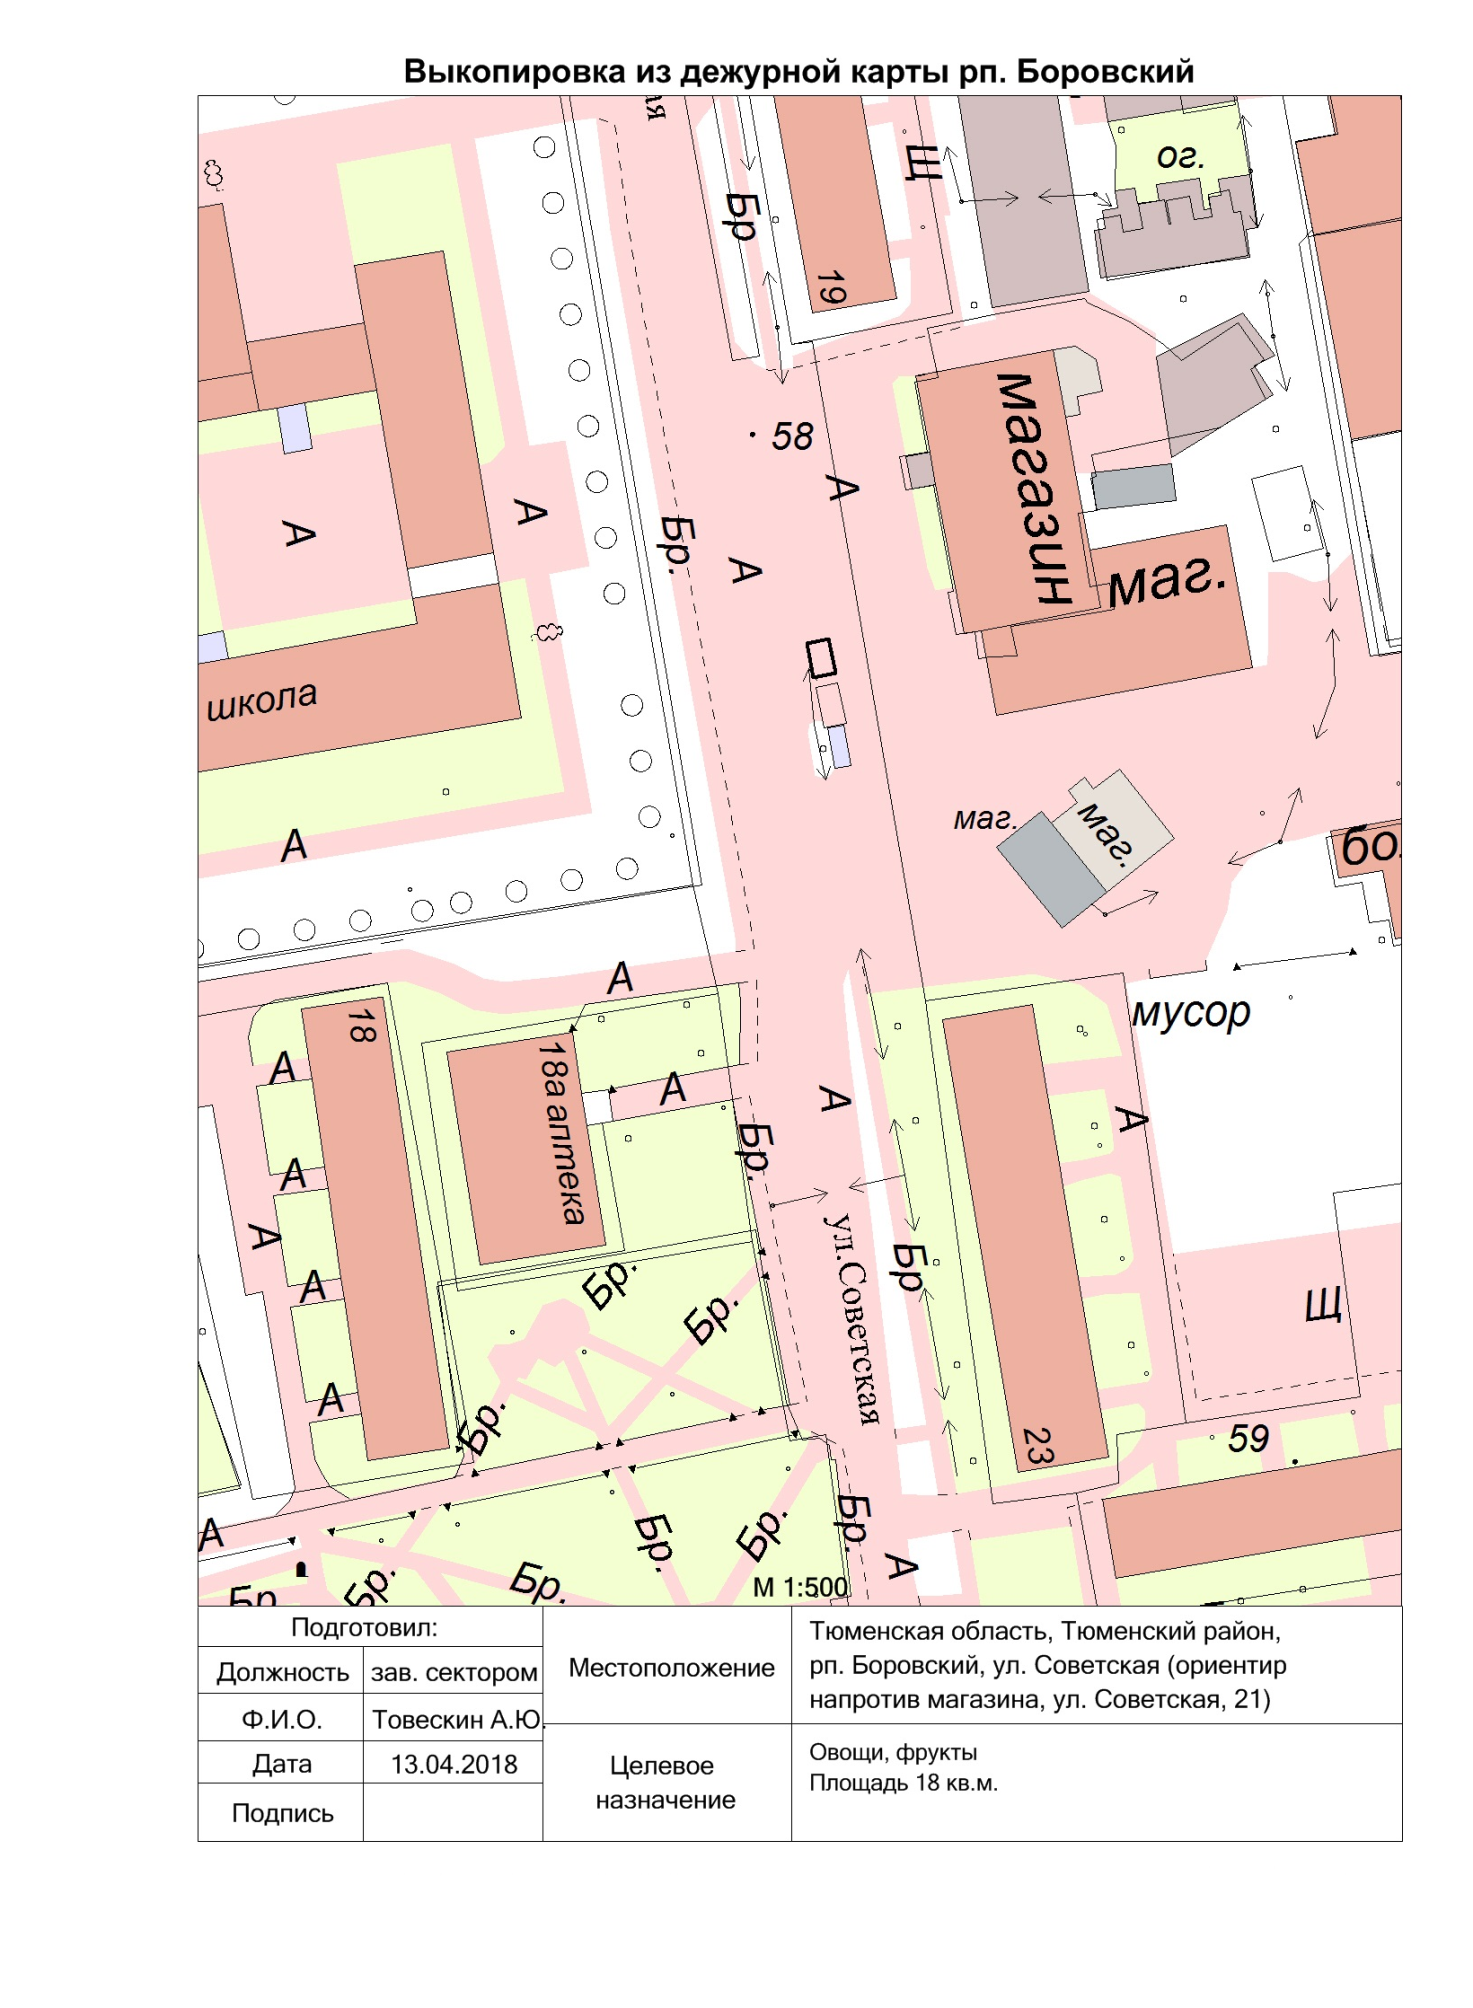 Выкопировка из дежурной карты рп. Боровский
ая
Щ
ог.
Бр
19
58
магазин
А
А
А
А
Бр.
маг.
школа
маг.
маг.
А
бо.
А
мусор
18
18а аптека
А
А
А
А
Бр.
А
А
ул.Советская
Бр
А
Бр.
Бр.
Щ
А
Бр.
23
59
А
Бр.
Бр.
Бр.
А
Бр.
Бр.
Бр
М 1:500
Подготовил:
Должность
зав. сектором
Ф.И.О.
Товескин А.Ю.
Дата
13.04.2018
Подпись
Местоположение
Тюменская область, Тюменский район,
рп. Боровский, ул. Советская (ориентир
напротив магазина, ул. Советская, 21)
Целевое
назначение
Овощи, фрукты
Площадь 18 кв.м.